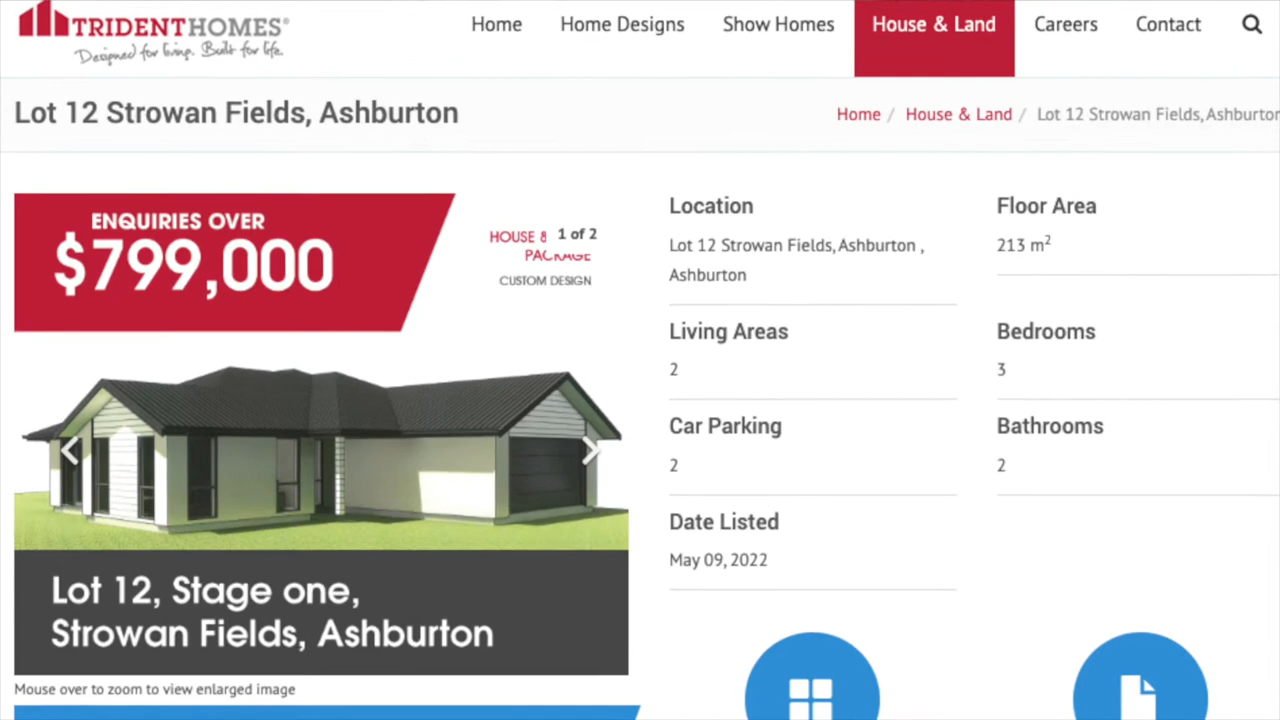 TRIDENTHOMES®
Designed for living. Built for life.
Home
Home Designs
Show Homes
House & Land
Careers
Contact
Lot 12 Strowan Fields, Ashburton
Home / House & Land / Lot 12 Strowan Fields, Ashburton
ENQUIRIES OVER
$799,000
HOUSE &
1 of 2
PACKAGE
CUSTOM DESIGN
Lot 12, Stage one,
Strowan Fields, Ashburton
Mouse over to zoom to view enlarged image
Location
Lot 12 Strowan Fields, Ashburton ,
Ashburton
Floor Area
213 m²
Living Areas
2
Bedrooms
3
Car Parking
2
Bathrooms
2
Date Listed
May 09, 2022